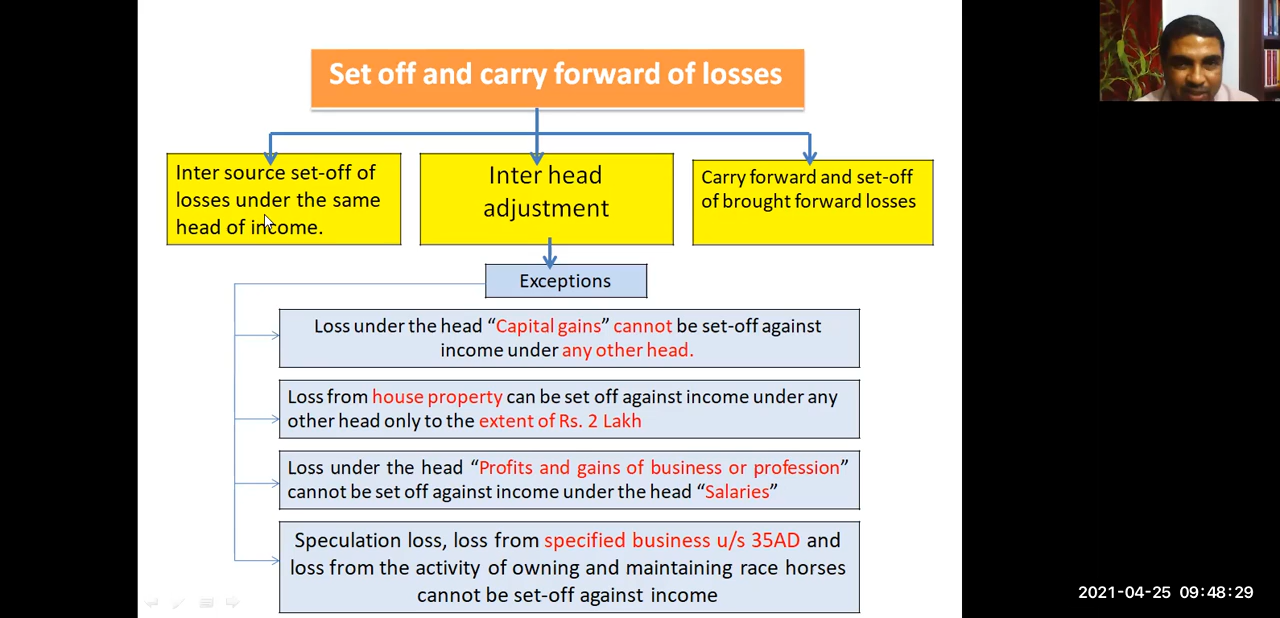 Set off and carry forward of losses
Inter source set-off of
losses under the same
head of income.
Inter head
adjustment
Carry forward and set-off
of brought forward losses
Exceptions
Loss under the head “Capital gains” cannot be set-off against
income under any other head.
Loss from house property can be set off against income under any
other head only to the extent of Rs. 2 Lakh
Loss under the head “Profits and gains of business or profession”
cannot be set off against income under the head “Salaries”
Speculation loss, loss from specified business u/s 35AD and
loss from the activity of owning and maintaining race horses
cannot be set-off against income
2021-04-25 09:48:29